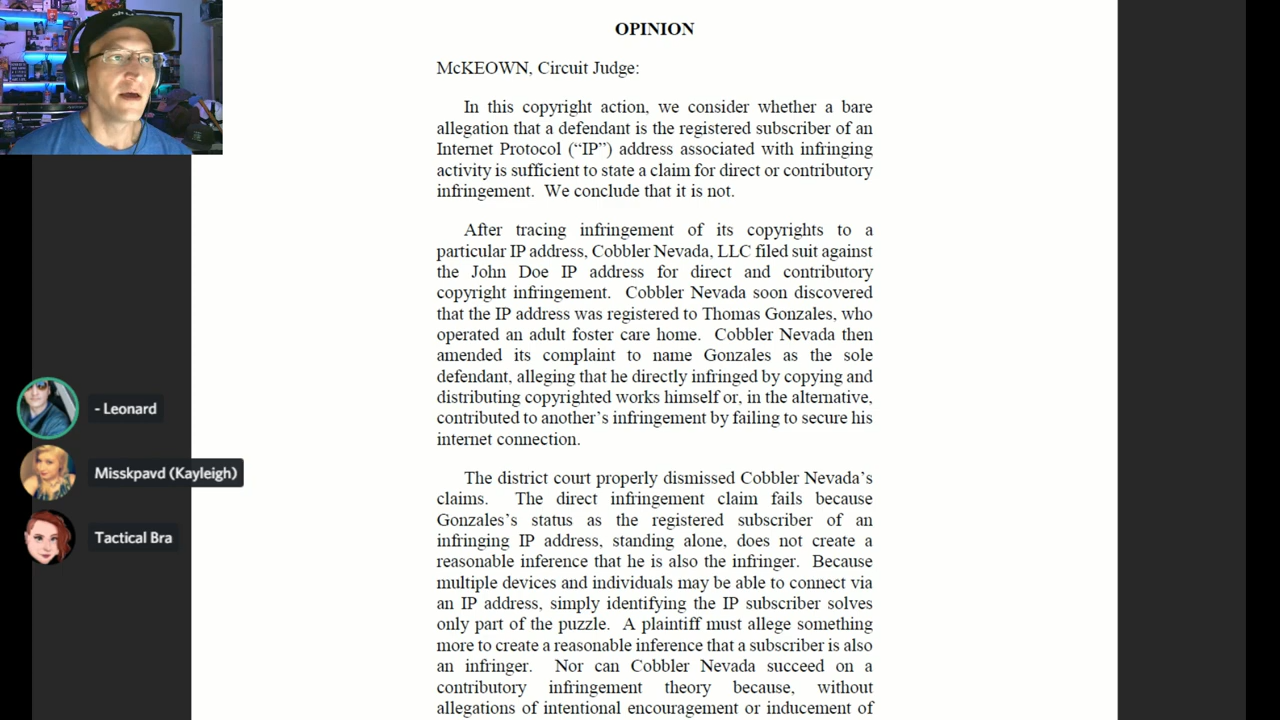 OPINION
McKEOWN, Circuit Judge:
In this copyright action, we consider whether a bare
allegation that a defendant is the registered subscriber of an
Internet Protocol (“IP”) address associated with infringing
activity is sufficient to state a claim for direct or contributory
infringement. We conclude that it is not.
After tracing infringement of its copyrights to a
particular IP address, Cobbler Nevada, LLC filed suit against
the John Doe IP address for direct and contributory
copyright infringement. Cobbler Nevada soon discovered
that the IP address was registered to Thomas Gonzales, who
operated an adult foster care home. Cobbler Nevada then
amended its complaint to name Gonzales as the sole
defendant, alleging that he directly infringed by copying and
distributing copyrighted works himself or, in the alternative,
contributed to another’s infringement by failing to secure his
internet connection.
The district court properly dismissed Cobbler Nevada’s
claims. The direct infringement claim fails because
Gonzales’s status as the registered subscriber of an
infringing IP address, standing alone, does not create a
reasonable inference that he is also the infringer. Because
multiple devices and individuals may be able to connect via
an IP address, simply identifying the IP subscriber solves
only part of the puzzle. A plaintiff must allege something
more to create a reasonable inference that a subscriber is also
an infringer. Nor can Cobbler Nevada succeed on a
contributory infringement theory because, without
allegations of intentional encouragement or inducement of
- Leonard
Misskpavd (Kayleigh)
Tactical Bra